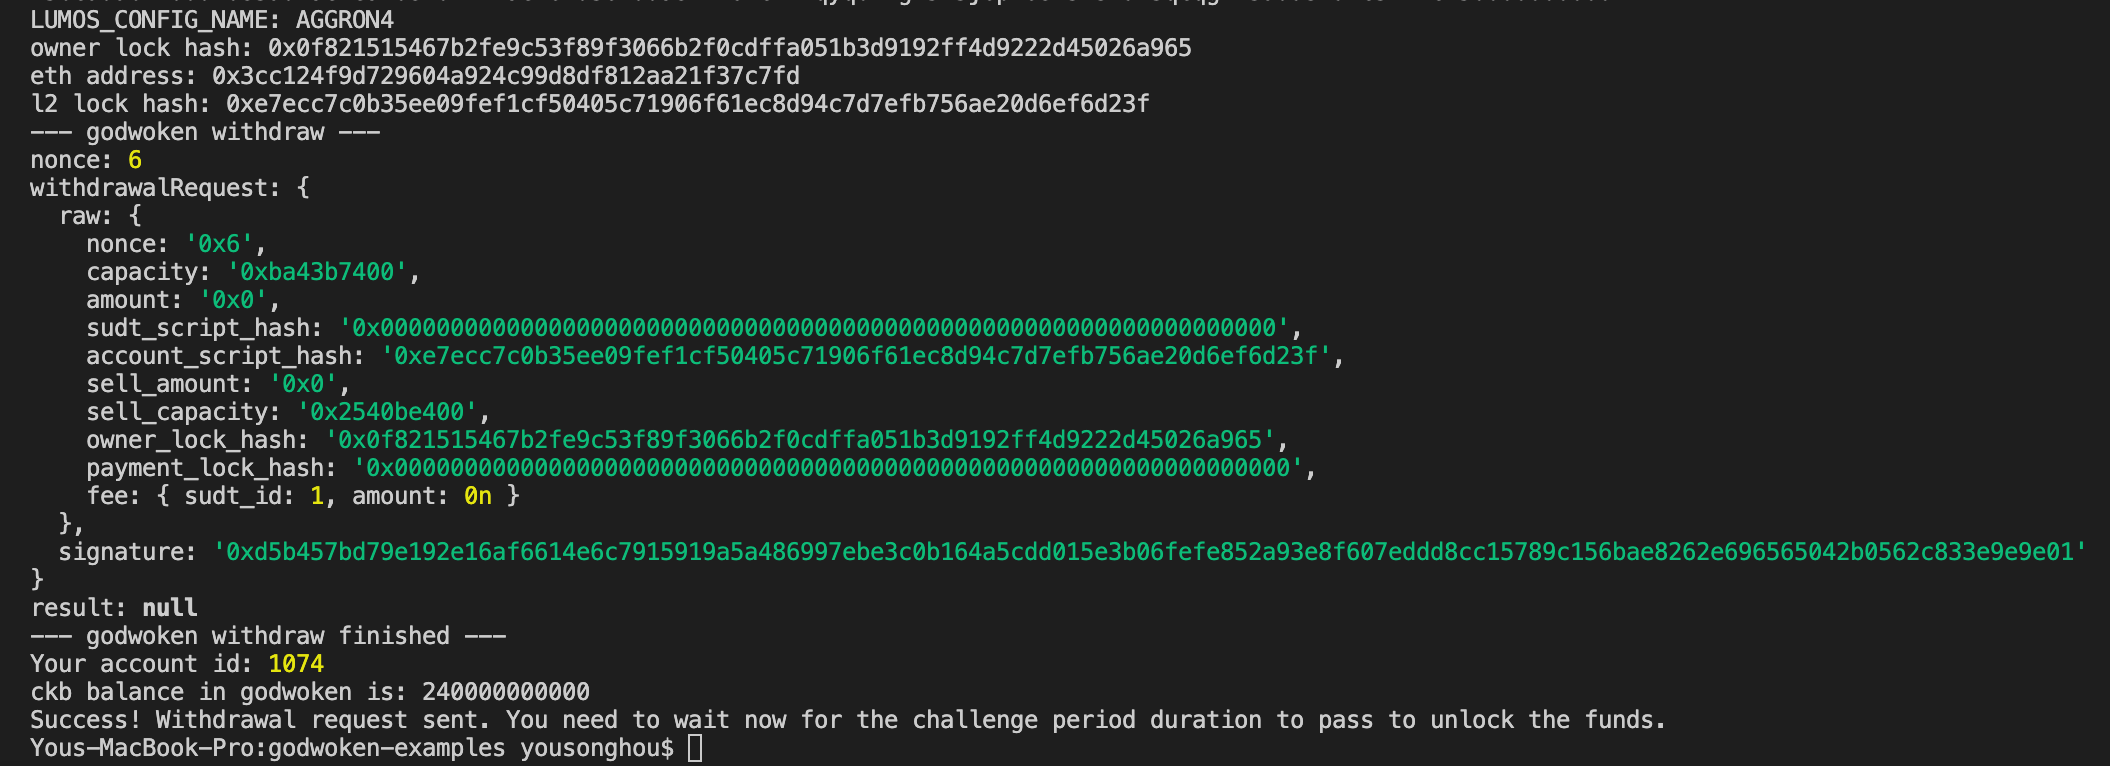 LUMOS_CONFIG_NAME: AGGRON4
owner lock hash: 0x0f821515467b2fe9c53f89f3066b2f0cdffa051b3d9192ff4d9222d45026a965
eth address: 0x3cc124f9d729604a924c99d8df812aa21f37c7fd
l2 lock hash: 0xe7ecc7c0b35ee09fef1cf50405c71906f61ec8d94c7d7efb756ae20d6ef6d23f
--- godwoken withdraw ---
nonce: 6
withdrawalRequest: {
  raw: {
    nonce: '0x6',
    capacity: '0xba43b7400',
    amount: '0x0',
    sudt_script_hash: '0x0000000000000000000000000000000000000000000000000000000000000000',
    account_script_hash: '0xe7ecc7c0b35ee09fef1cf50405c71906f61ec8d94c7d7efb756ae20d6ef6d23f',
    sell_amount: '0x0',
    sell_capacity: '0x2540be400',
    owner_lock_hash: '0x0f821515467b2fe9c53f89f3066b2f0cdffa051b3d9192ff4d9222d45026a965',
    payment_lock_hash: '0x0000000000000000000000000000000000000000000000000000000000000000',
    fee: { sudt_id: 1, amount: 0n }
  },
  signature: '0xd5b457bd79e192e16af6614e6c7915919a5a486997ebe3c0b164a5cdd015e3b06fefe852a93e8f607eddd8cc15789c156bae8262e696565042b0562c833e9e9e01'
}
result: null
--- godwoken withdraw finished ---
Your account id: 1074
ckb balance in godwoken is: 240000000000
Success! Withdrawal request sent. You need to wait now for the challenge period duration to pass to unlock the funds.
Yous-MacBook-Pro:godwoken-examples yousonghou$